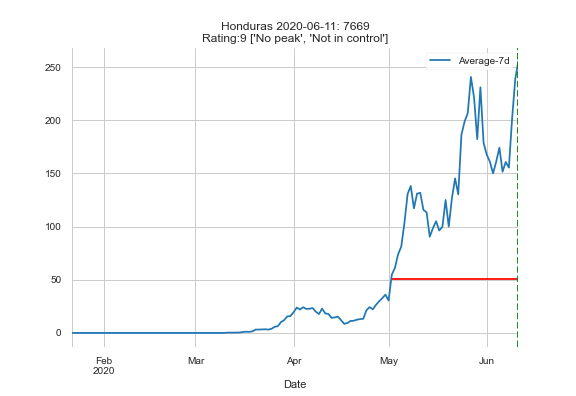 Honduras 2020-06-11: 7669
Rating:9 ['No peak', 'Not in control']
Average-7d
250
200
150
100
50
0
Feb
2020
Mar
Apr
May
Jun
Date